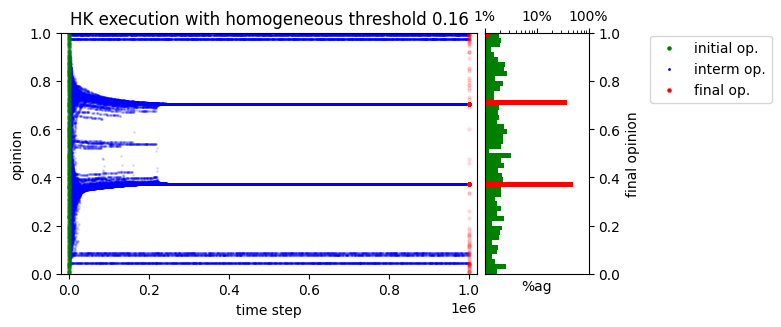 HK execution with homogeneous threshold 0.16
1% 10% 100%
1.0 1.0
0.8 0.8
0.6 0.6
0.4 0.4
0.2 0.2
0.0 0.0
opinion
final opinion
0.0 0.2 0.4 0.6 0.8 1.0
1e6
time step
%ag
initial op.
interm op.
final op.